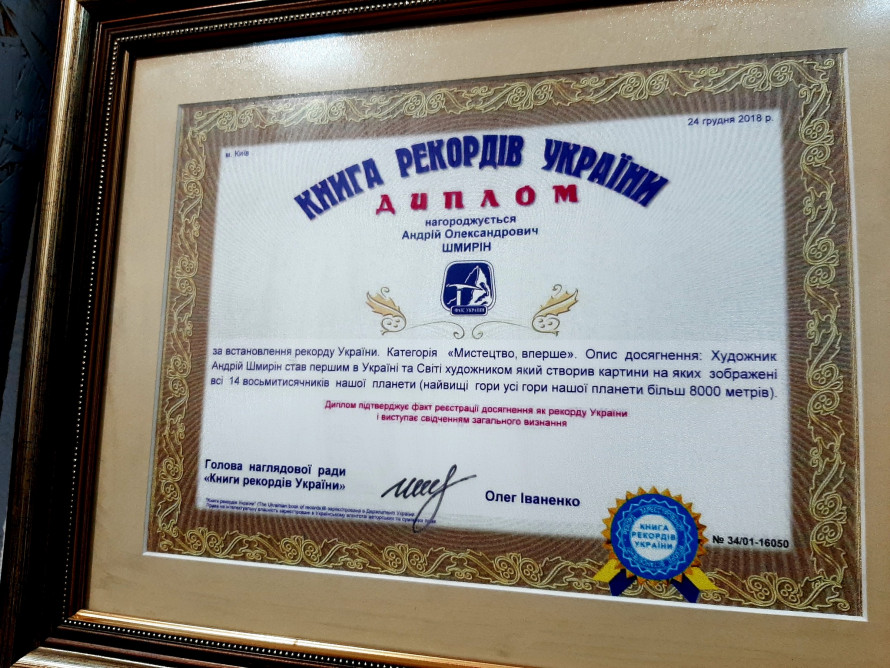 м. Київ
24 грудня 2018 р.
КНИГА РЕКОРДІВ УКРАЇНИ
ДИПЛОМ
нагороджується
Андрій Олександрович
ШМИРІН
ФАК УКРАЇНИ
за встановлення рекорду України. Категорія «Мистецтво, вперше». Опис досягнення: Художник
Андрій Шмирін став першим в Україні та Світі художником який створив картини на яких зображені
всі 14 восьмитисячників нашої планети (найвищі гори усі гори нашої планети більш 8000 метрів).
Диплом підтверджує факт реєстрації досягнення як рекорду України
і виступає свідченням загального визнання
Голова наглядової ради
«Книги рекордів України»
Олег Іваненко
КНИГА
РЕКОРДІВ
УКРАЇНИ
№ 34/01-16050